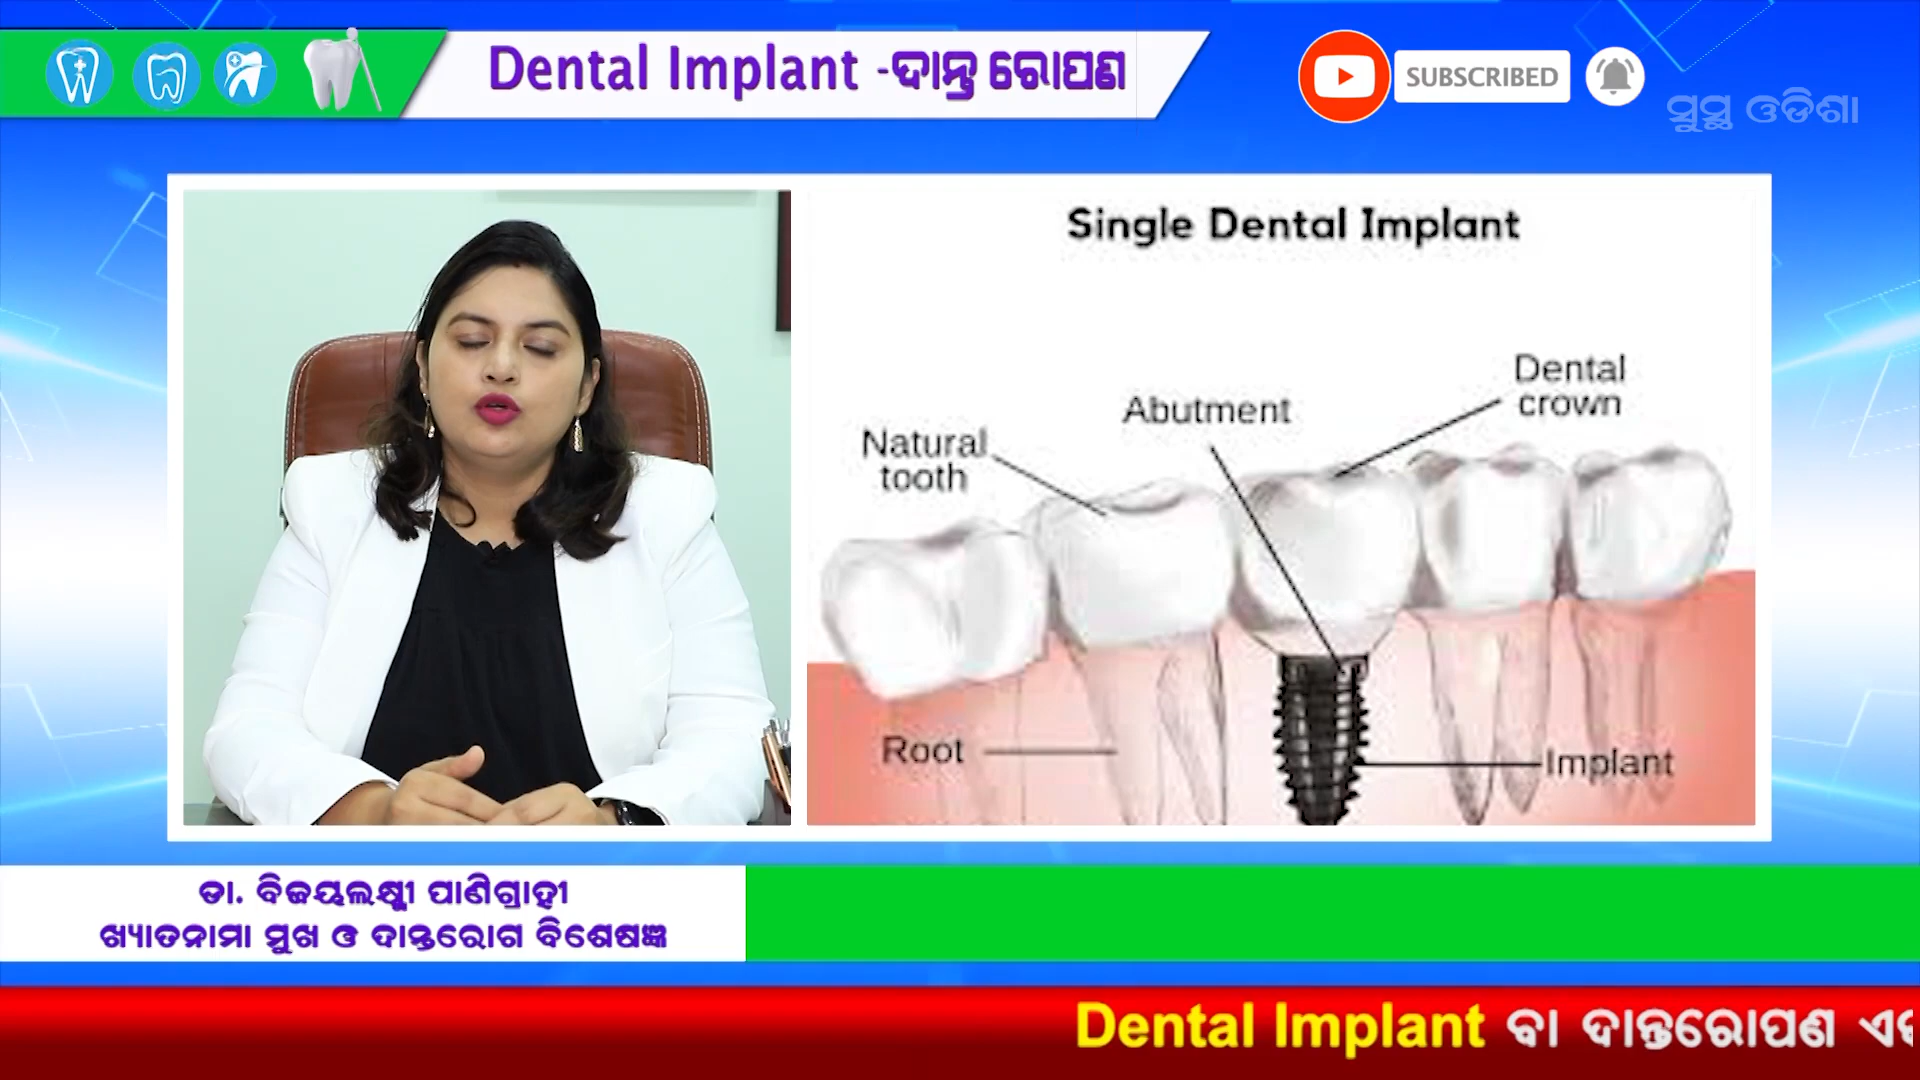 Dental Implant -ଦାନ୍ତ ରୋପଣ
SUBSCRIBED
ସୁସ୍ଥ ଓଡିଶା
Single Dental Implant
Dental
crown
Abutment
Natural
tooth
Root
Implant
ଡା. ବିଜୟଲକ୍ଷ୍ମୀ ପାଣିଗ୍ରାହୀ
ଖ୍ୟାତନାମା ମୁଖ ଓ ଦାନ୍ତରୋଗ ବିଶେଷଜ୍ଞ
Dental Implant ବା ଦାନ୍ତରୋପଣ